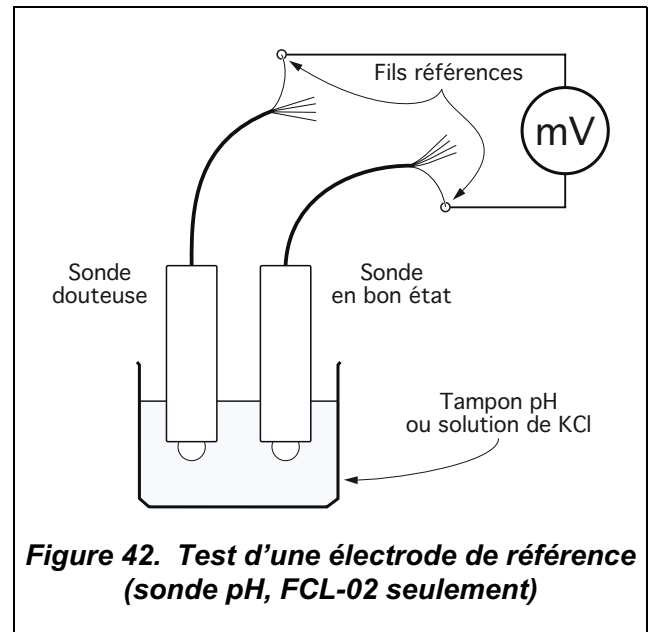 Fils références
mV
Sonde
douteuse
Sonde
en bon état
Tampon pH
ou solution de KCl
Figure 42. Test d'une électrode de référence
(sonde pH, FCL-02 seulement)